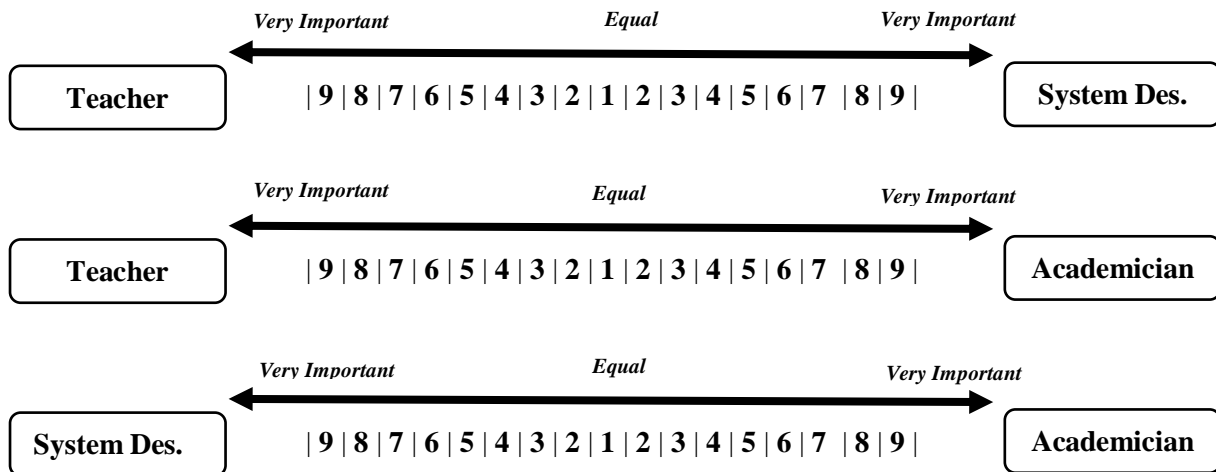 Very Important Equal Very Important
Teacher | 9 | 8 | 7 | 6 | 5 | 4 | 3 | 2 | 1 | 2 | 3 | 4 | 5 | 6 | 7 | 8 | 9 | System Des.
Very Important Equal Very Important
Teacher | 9 | 8 | 7 | 6 | 5 | 4 | 3 | 2 | 1 | 2 | 3 | 4 | 5 | 6 | 7 | 8 | 9 | Academician
Very Important Equal Very Important
System Des. | 9 | 8 | 7 | 6 | 5 | 4 | 3 | 2 | 1 | 2 | 3 | 4 | 5 | 6 | 7 | 8 | 9 | Academician